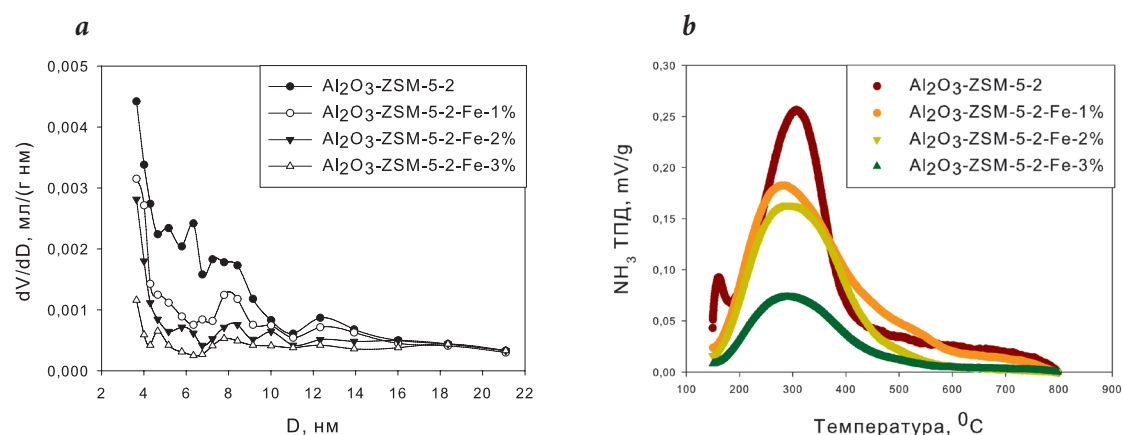 a
0,005
0,004
0,003
0,002
0,001
0,000
dV/dD, мл/(г нм)
Al2O3-ZSM-5-2
Al2O3-ZSM-5-2-Fe-1%
Al2O3-ZSM-5-2-Fe-2%
Al2O3-ZSM-5-2-Fe-3%
2 4 6 8 10 12 14 16 18 20 22
D, нм
b
0,30
0,25
0,20
0,15
0,10
0,05
0,00
NH3 ТПД, mV/g
Al2O3-ZSM-5-2
Al2O3-ZSM-5-2-Fe-1%
Al2O3-ZSM-5-2-Fe-2%
Al2O3-ZSM-5-2-Fe-3%
100 200 300 400 500 600 700 800 900
Температура, 0C